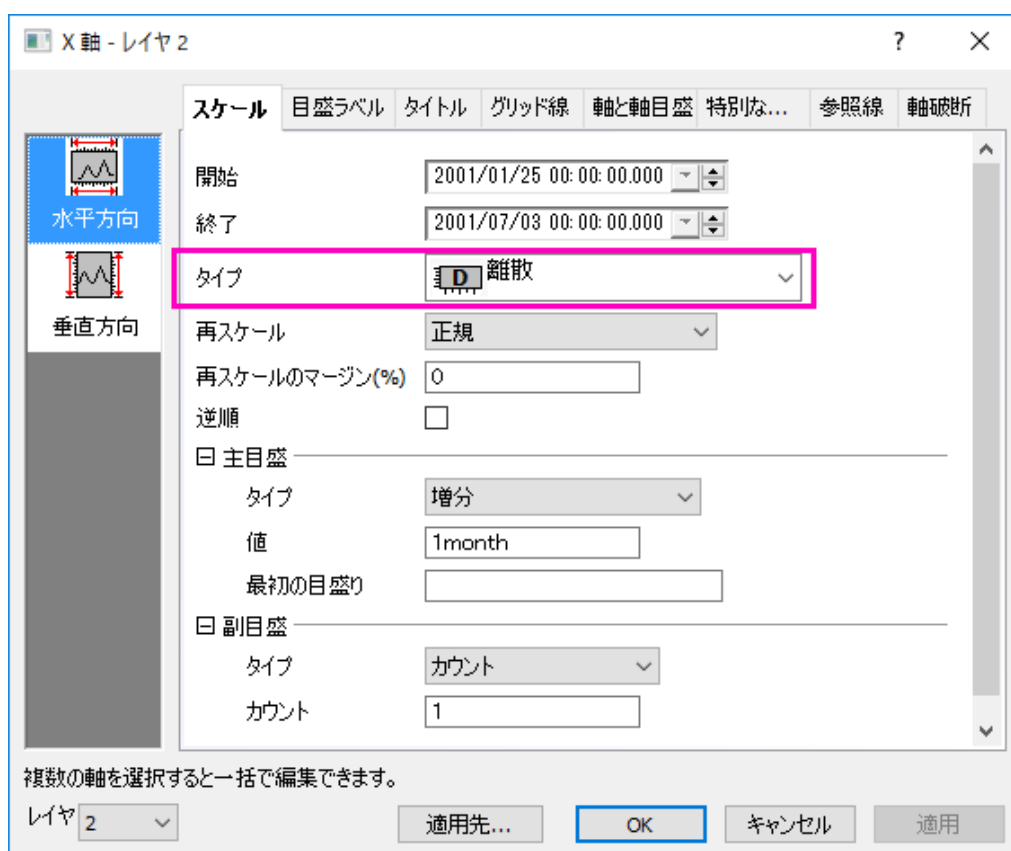 X 軸 - レイヤ 2
?
スケール 目盛ラベル タイトル グリッド線 軸と軸目盛 特別な... 参照線 軸破断
水平方向
垂直方向
開始 2001/01/25 00:00:00.000
終了 2001/07/03 00:00:00.000
タイプ D 離散
再スケール 正規
再スケールのマージン(%) 0
逆順
主目盛
タイプ 増分
値 1month
最初の目盛り
副目盛
タイプ カウント
カウント 1
複数の軸を選択すると一括で編集できます。
レイヤ 2 適用先... OK キャンセル 適用